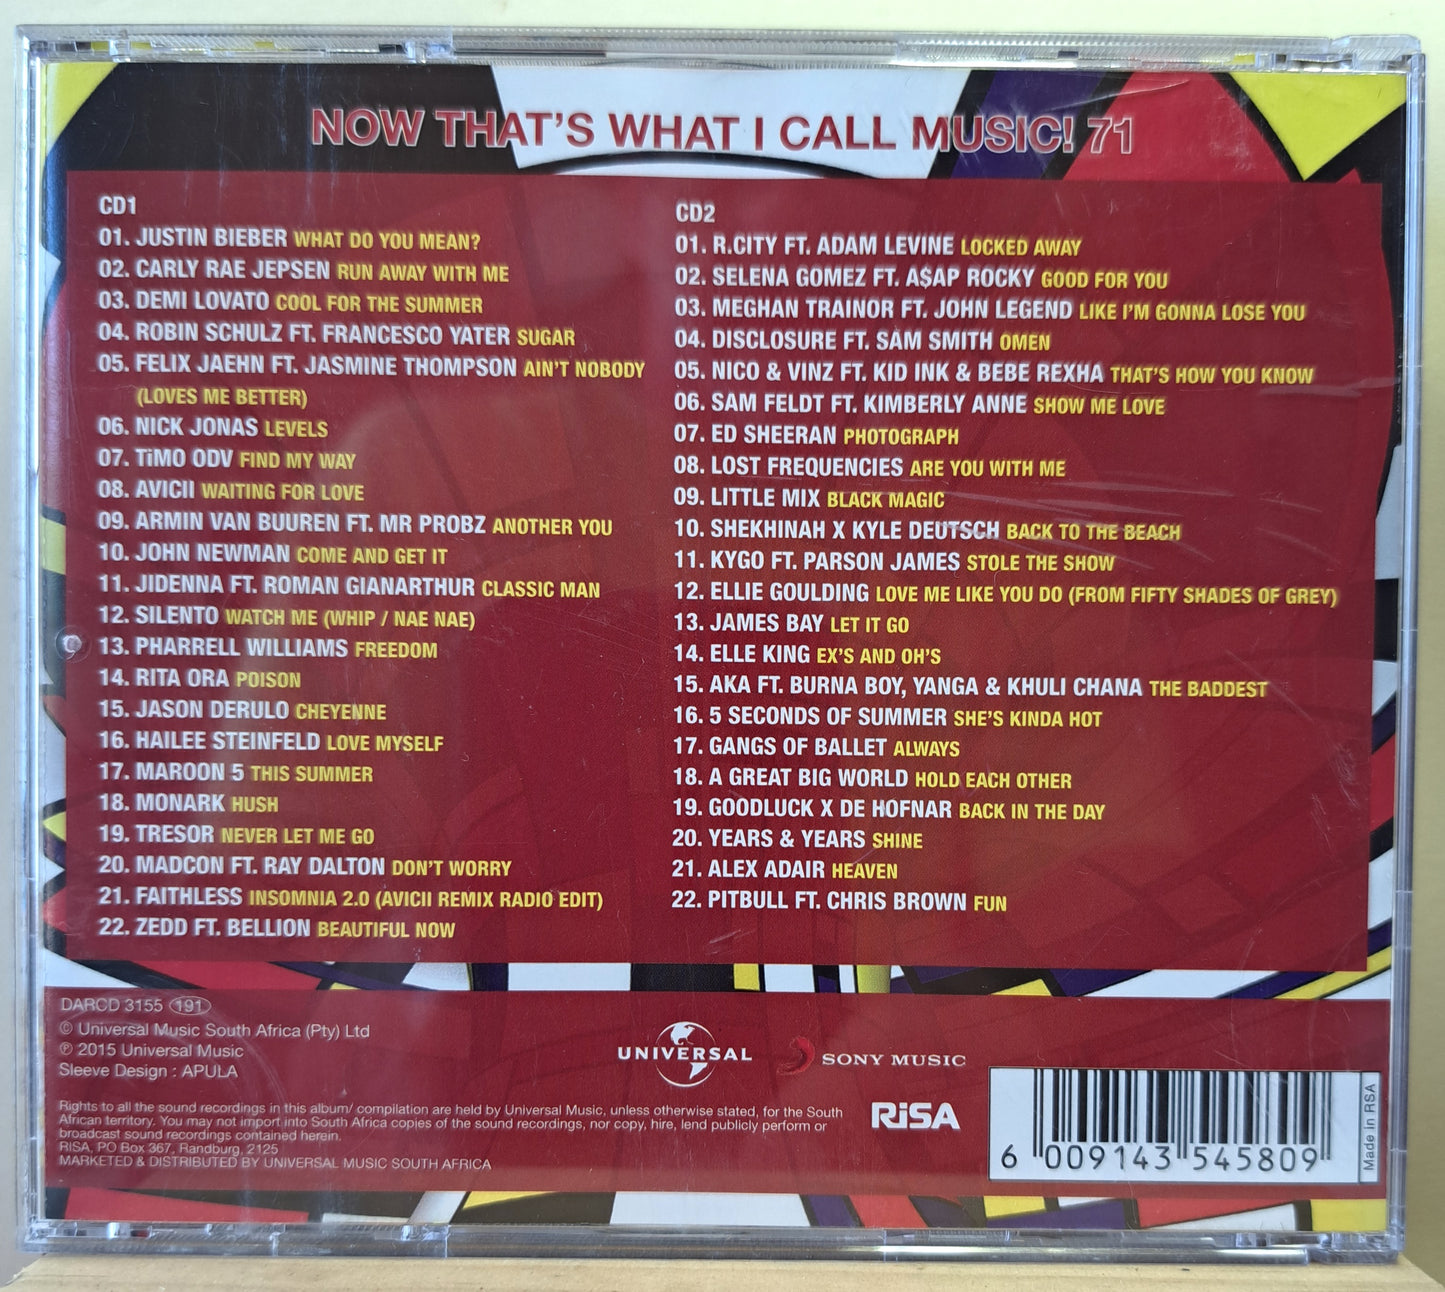 NOW THAT'S WHAT I CALL MUSIC! 71
CD1
01. JUSTIN BIEBER WHAT DO YOU MEAN?
02. CARLY RAE JEPSEN RUN AWAY WITH ME
03. DEMI LOVATO COOL FOR THE SUMMER
04. ROBIN SCHULZ FT. FRANCESCO YATER SUGAR
05. FELIX JAEHN FT. JASMINE THOMPSON AIN'T NOBODY
(LOVES ME BETTER)
06. NICK JONAS LEVELS
07. TiMO ODV FIND MY WAY
08. AVICII WAITING FOR LOVE
09. ARMIN VAN BUUREN FT. MR PROBZ ANOTHER YOU
10. JOHN NEWMAN COME AND GET IT
11. JIDENNA FT. ROMAN GIANARTHUR CLASSIC MAN
12. SILENTO WATCH ME (WHIP / NAE NAE)
13. PHARRELL WILLIAMS FREEDOM
14. RITA ORA POISON
15. JASON DERULO CHEYENNE
16. HAILEE STEINFELD LOVE MYSELF
17. MAROON 5 THIS SUMMER
18. MONARK HUSH
19. TRESOR NEVER LET ME GO
20. MADCON FT. RAY DALTON DON'T WORRY
21. FAITHLESS INSOMNIA 2.0 (AVICII REMIX RADIO EDIT)
22. ZEDD FT. BELLION BEAUTIFUL NOW
CD2
01. R.CITY FT. ADAM LEVINE LOCKED AWAY
02. SELENA GOMEZ FT. A$AP ROCKY GOOD FOR YOU
03. MEGHAN TRAINOR FT. JOHN LEGEND LIKE I'M GONNA LOSE YOU
04. DISCLOSURE FT. SAM SMITH OMEN
05. NICO & VINZ FT. KID INK & BEBE REXHA THAT'S HOW YOU KNOW
06. SAM FELDT FT. KIMBERLY ANNE SHOW ME LOVE
07. ED SHEERAN PHOTOGRAPH
08. LOST FREQUENCIES ARE YOU WITH ME
09. LITTLE MIX BLACK MAGIC
10. SHEKHINAH X KYLE DEUTSCH BACK TO THE BEACH
11. KYGO FT. PARSON JAMES STOLE THE SHOW
12. ELLIE GOULDING LOVE ME LIKE YOU DO (FROM FIFTY SHADES OF GREY)
13. JAMES BAY LET IT GO
14. ELLE KING EX'S AND OH'S
15. AKA FT. BURNA BOY, YANGA & KHULI CHANA THE BADDEST
16. 5 SECONDS OF SUMMER SHE'S KINDA HOT
17. GANGS OF BALLET ALWAYS
18. A GREAT BIG WORLD HOLD EACH OTHER
19. GOODLUCK X DE HOFNAR BACK IN THE DAY
20. YEARS & YEARS SHINE
21. ALEX ADAIR HEAVEN
22. PITBULL FT. CHRIS BROWN FUN
DARCD 3155 191
© Universal Music South Africa (Pty) Ltd
℗ 2015 Universal Music
Sleeve Design : APULA
Rights to all the sound recordings in this album/ compilation are held by Universal Music, unless otherwise stated, for the South
African territory. You may not import into South Africa copies of the sound recordings, nor copy, hire, lend publicly perform or
broadcast sound recordings contained herein.
RISA, PO Box 367, Randburg, 2125
MARKETED & DISTRIBUTED BY UNIVERSAL MUSIC SOUTH AFRICA
UNIVERSAL
SONY MUSIC
RiSA
6 009143 545809
Made in RSA